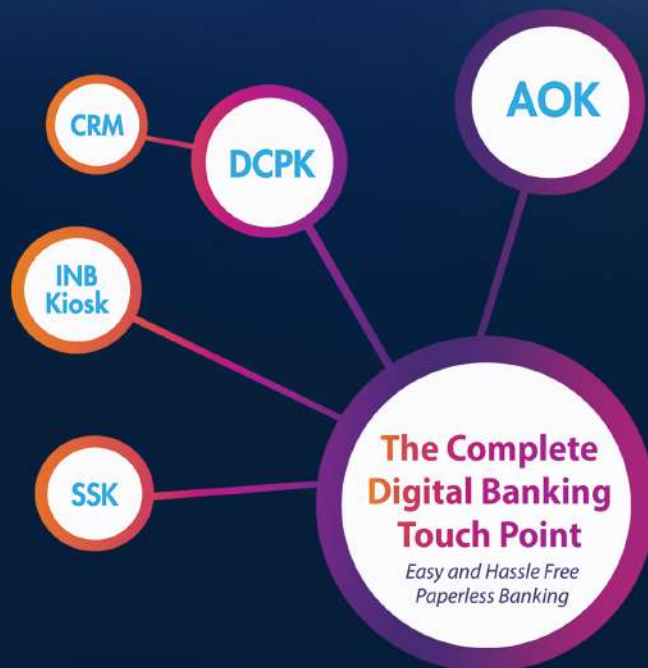 AOK
CRM
DCPK
INB
Kiosk
SSK
The Complete
Digital Banking
Touch Point
Easy and Hassle Free
Paperless Banking